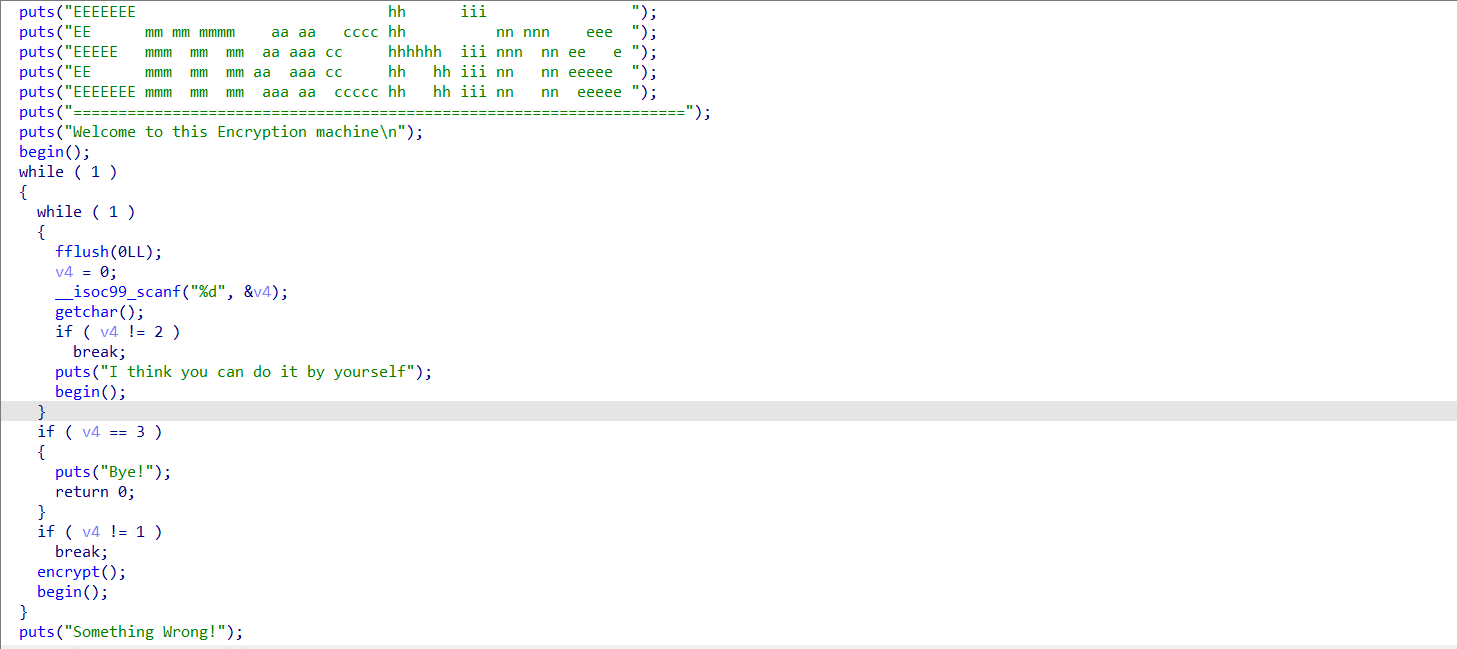 puts("EEEEEEE                            hh      iii                ");
puts("EE      mm mm mmmm    aa aa   cccc hh          nn nnn    eee  ");
puts("EEEEE   mmm  mm  mm  aa aaa cc     hhhhhh  iii nnn  nn ee   e ");
puts("EE      mmm  mm  mm aa  aaa cc     hh   hh iii nn   nn eeeee  ");
puts("EEEEEEE mmm  mm  mm  aaa aa  ccccc hh   hh iii nn   nn  eeeee ");
puts("====================================================================");
puts("Welcome to this Encryption machine\n");
begin();
while ( 1 )
{
while ( 1 )
{
fflush(0LL);
v4 = 0;
__isoc99_scanf("%d", &v4);
getchar();
if ( v4 != 2 )
break;
puts("I think you can do it by yourself");
begin();
}
if ( v4 == 3 )
{
puts("Bye!");
return 0;
}
if ( v4 != 1 )
break;
encrypt();
begin();
}
puts("Something Wrong!");